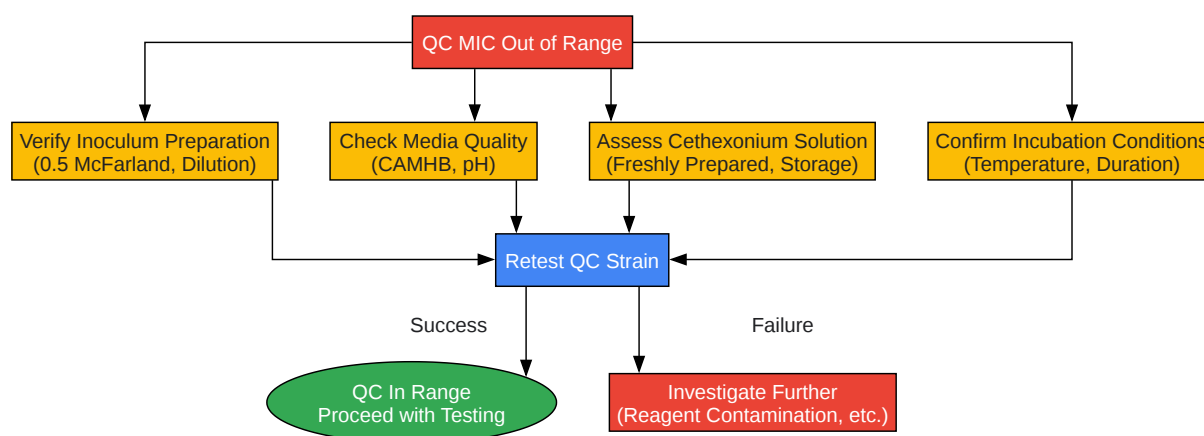 QC MIC Out of Range
Verify Inoculum Preparation
(0.5 McFarland, Dilution)
Check Media Quality
(CAMHB, pH)
Assess Cethexonium Solution
(Freshly Prepared, Storage)
Confirm Incubation Conditions
(Temperature, Duration)
Retest QC Strain
Success
Failure
QC In Range
Proceed with Testing
Investigate Further
(Reagent Contamination, etc.)